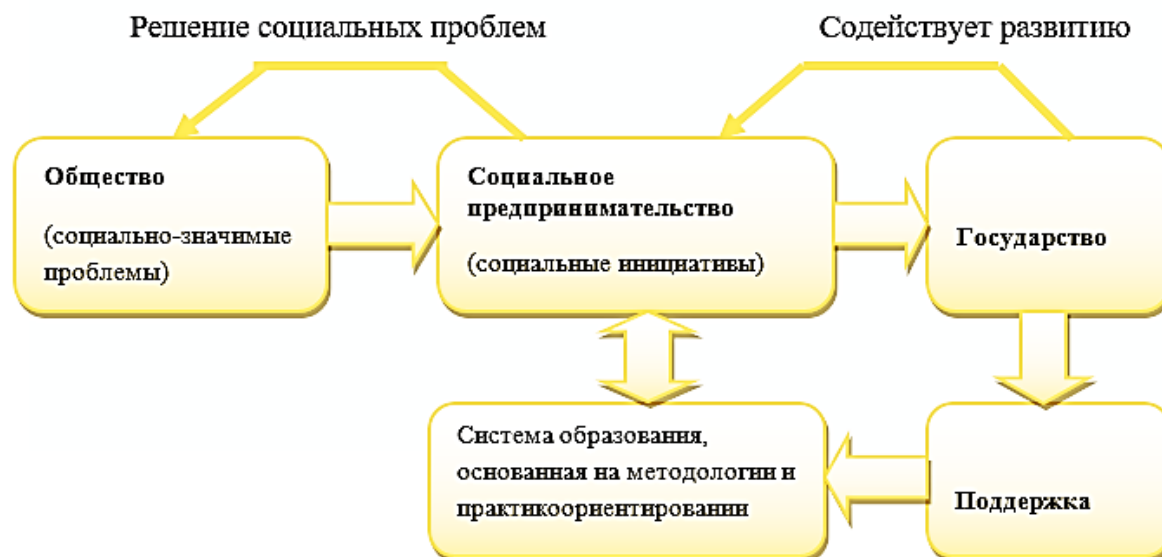 Решение социальных проблем
Содействует развитию
Общество
(социально-значимые
проблемы)
Социальное
предпринимательство
(социальные инициативы)
Государство
Система образования,
основанная на методологии и
практикоориентировании
Поддержка